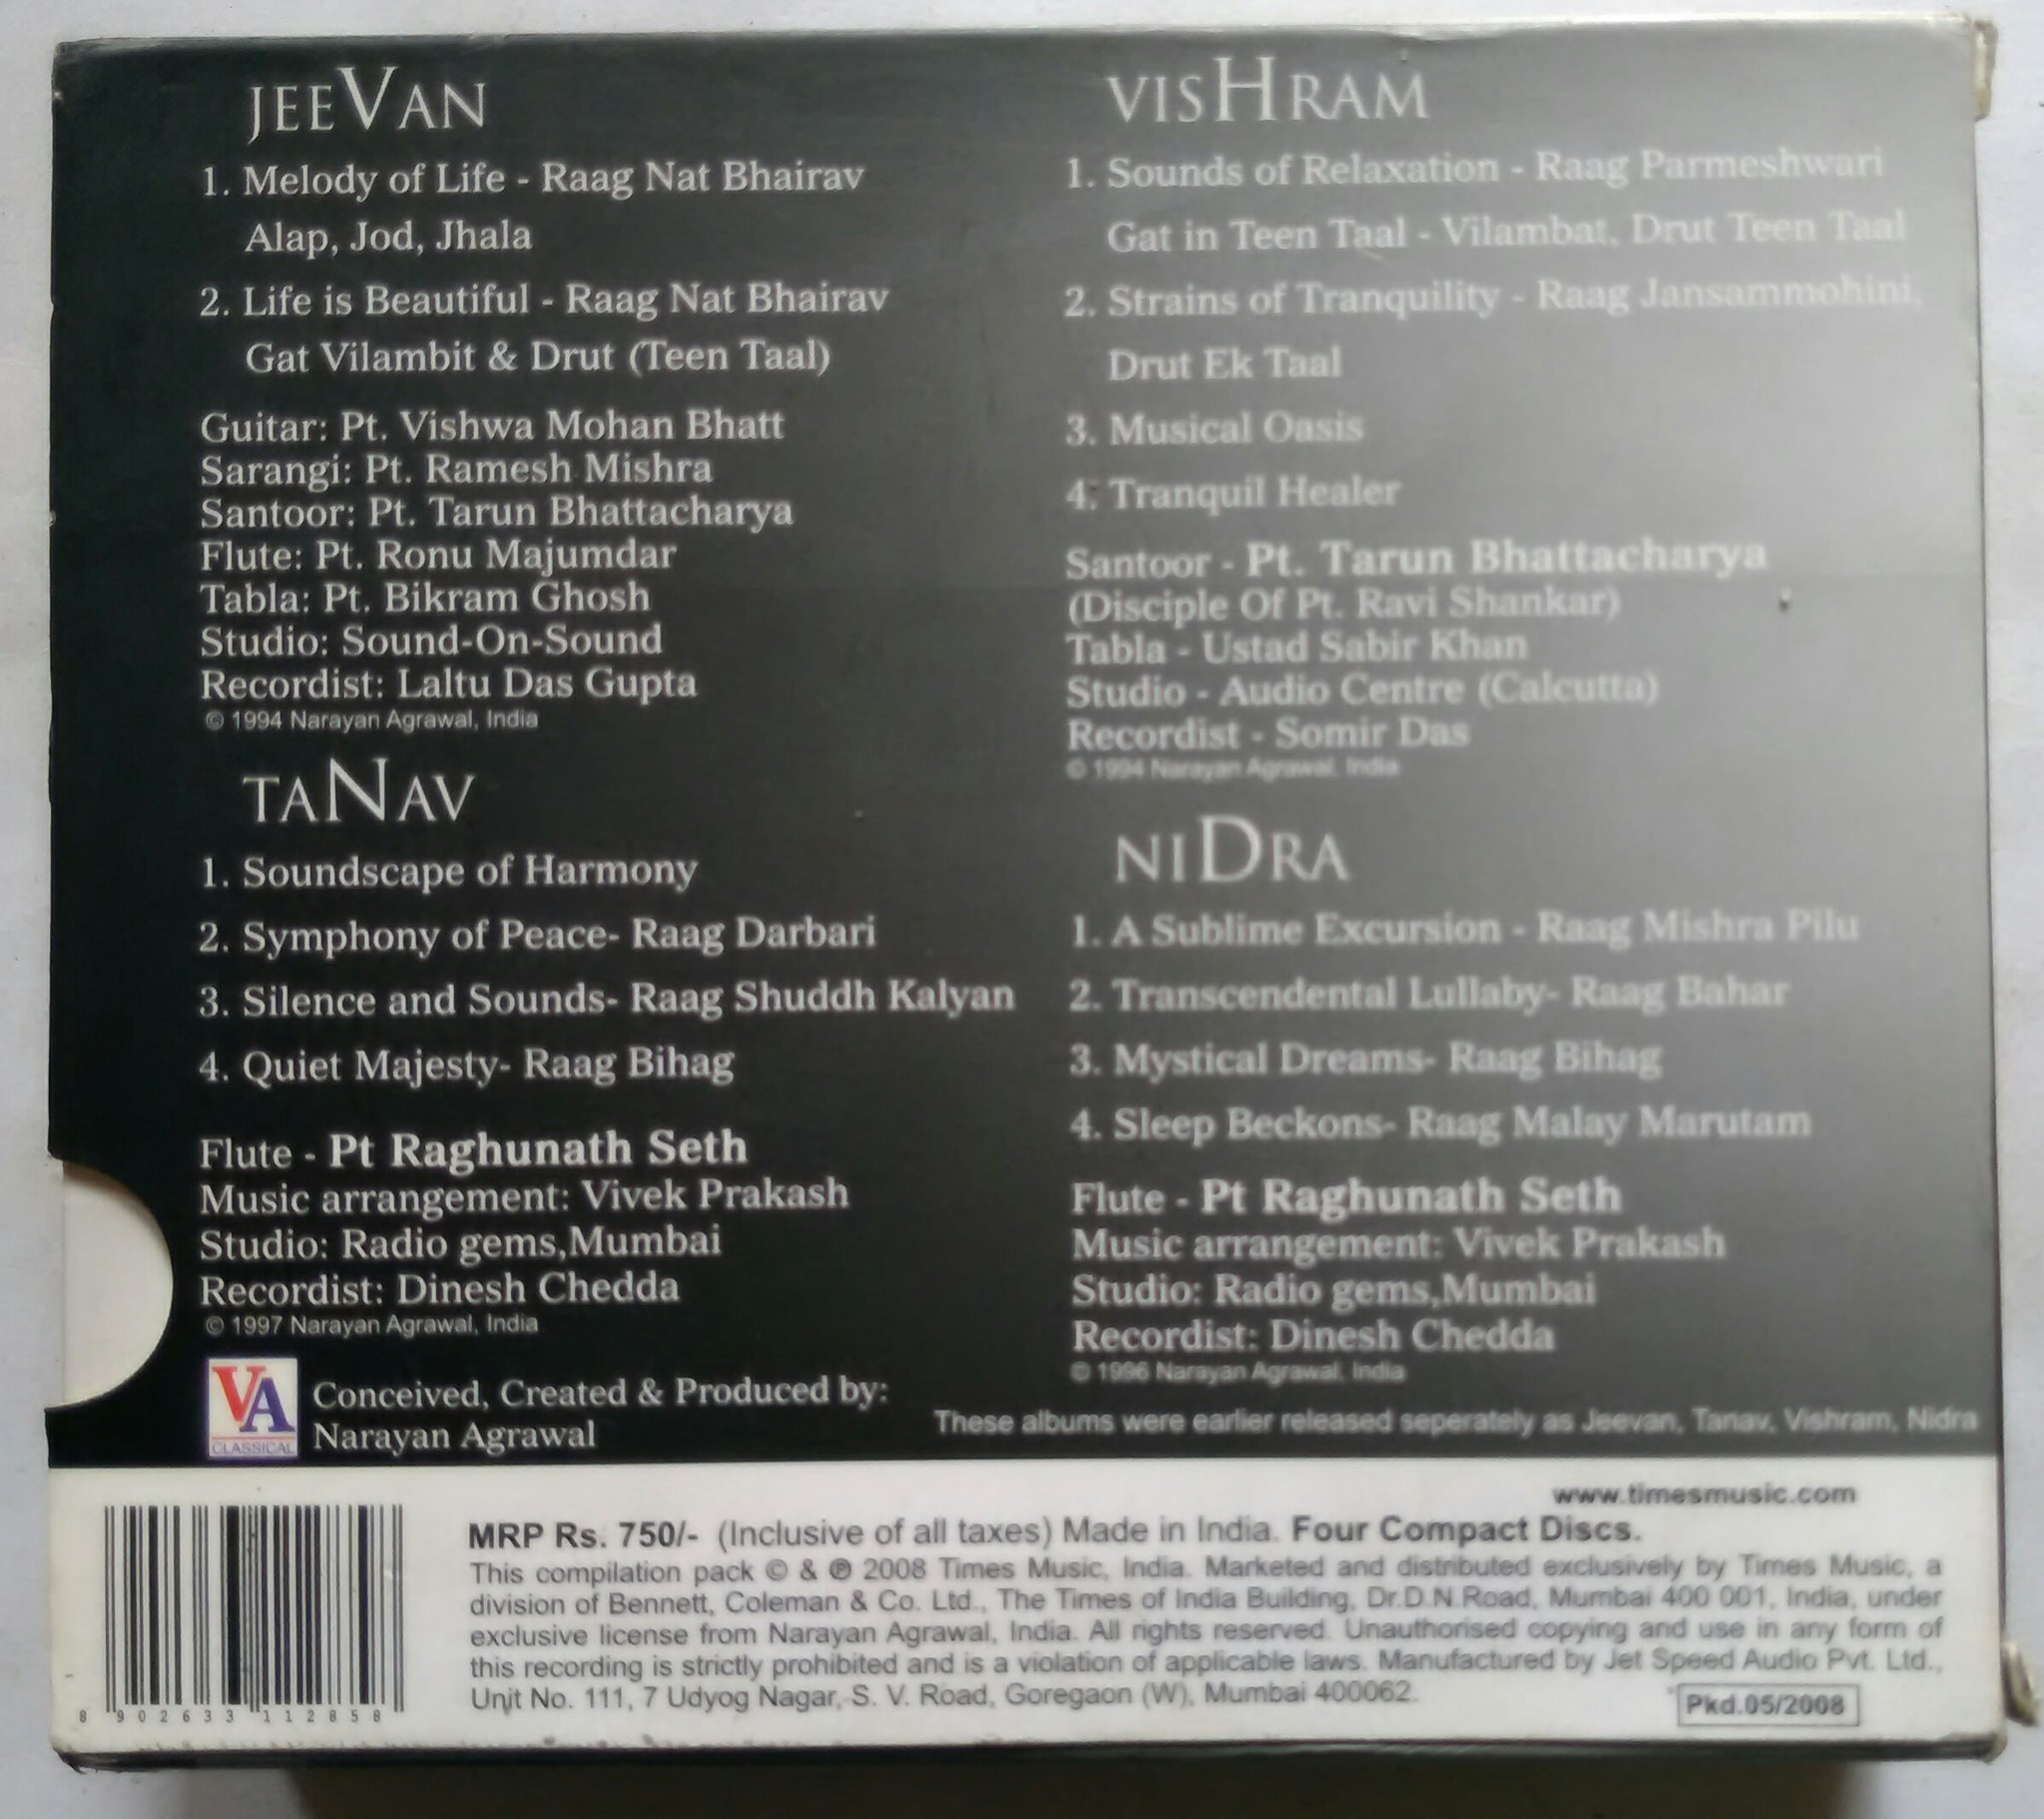 JEEVAN
1. Melody of Life - Raag Nat Bhairav
Alap, Jod, Jhala
2. Life is Beautiful - Raag Nat Bhairav
Gat Vilambit & Drut (Teen Taal)
Guitar: Pt. Vishwa Mohan Bhatt
Sarangi: Pt. Ramesh Mishra
Santoor: Pt. Tarun Bhattacharya
Flute: Pt. Ronu Majumdar
Tabla: Pt. Bikram Ghosh
Studio: Sound-On-Sound
Recordist: Laltu Das Gupta
© 1994 Narayan Agrawal, India
TANAV
1. Soundscape of Harmony
2. Symphony of Peace- Raag Darbari
3. Silence and Sounds- Raag Shuddh Kalyan
4. Quiet Majesty- Raag Bihag
Flute - Pt Raghunath Seth
Music arrangement: Vivek Prakash
Studio: Radio gems,Mumbai
Recordist: Dinesh Chedda
© 1997 Narayan Agrawal, India
VISHRAM
1. Sounds of Relaxation - Raag Parmeshwari
Gat in Teen Taal - Vilambat, Drut Teen Taal
2. Strains of Tranquility - Raag Jansammohini,
Drut Ek Taal
3. Musical Oasis
4. Tranquil Healer
Santoor - Pt. Tarun Bhattacharya
(Disciple Of Pt. Ravi Shankar)
Tabla - Ustad Sabir Khan
Studio - Audio Centre (Calcutta)
Recordist - Somir Das
© 1994 Narayan Agrawal, India
NIDRA
1. A Sublime Excursion - Raag Mishra Pilu
2. Transcendental Lullaby- Raag Bahar
3. Mystical Dreams- Raag Bihag
4. Sleep Beckons- Raag Malay Marutam
Flute - Pt Raghunath Seth
Music arrangement: Vivek Prakash
Studio: Radio gems,Mumbai
Recordist: Dinesh Chedda
© 1996 Narayan Agrawal, India
VA
CLASSICAL
Conceived, Created & Produced by:
Narayan Agrawal
These albums were earlier released seperately as Jeevan, Tanav, Vishram, Nidra
www.timesmusic.com
MRP Rs. 750/- (Inclusive of all taxes) Made in India. Four Compact Discs.
This compilation pack © & ℗ 2008 Times Music, India. Marketed and distributed exclusively by Times Music, a
division of Bennett, Coleman & Co. Ltd., The Times of India Building, Dr.D.N.Road, Mumbai 400 001, India, under
exclusive license from Narayan Agrawal, India. All rights reserved. Unauthorised copying and use in any form of
this recording is strictly prohibited and is a violation of applicable laws. Manufactured by Jet Speed Audio Pvt. Ltd.,
Unit No. 111, 7 Udyog Nagar, S. V. Road, Goregaon (W), Mumbai 400062.
Pkd.05/2008
8 902633 112858